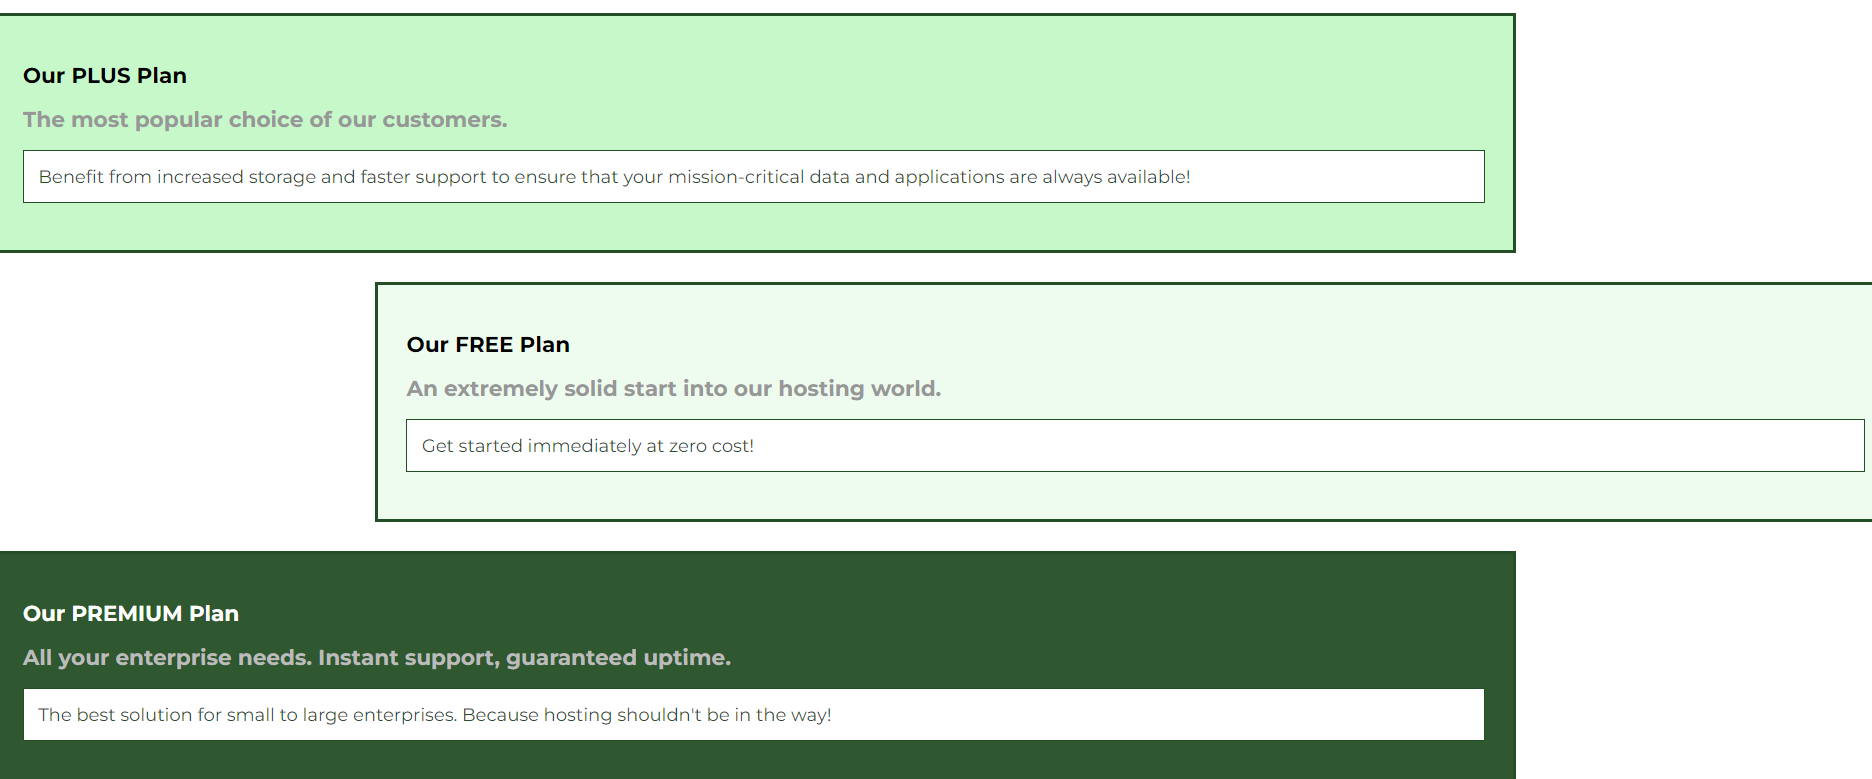 Our PLUS Plan
The most popular choice of our customers.
Benefit from increased storage and faster support to ensure that your mission-critical data and applications are always available!
Our FREE Plan
An extremely solid start into our hosting world.
Get started immediately at zero cost!
Our PREMIUM Plan
All your enterprise needs. Instant support, guaranteed uptime.
The best solution for small to large enterprises. Because hosting shouldn't be in the way!